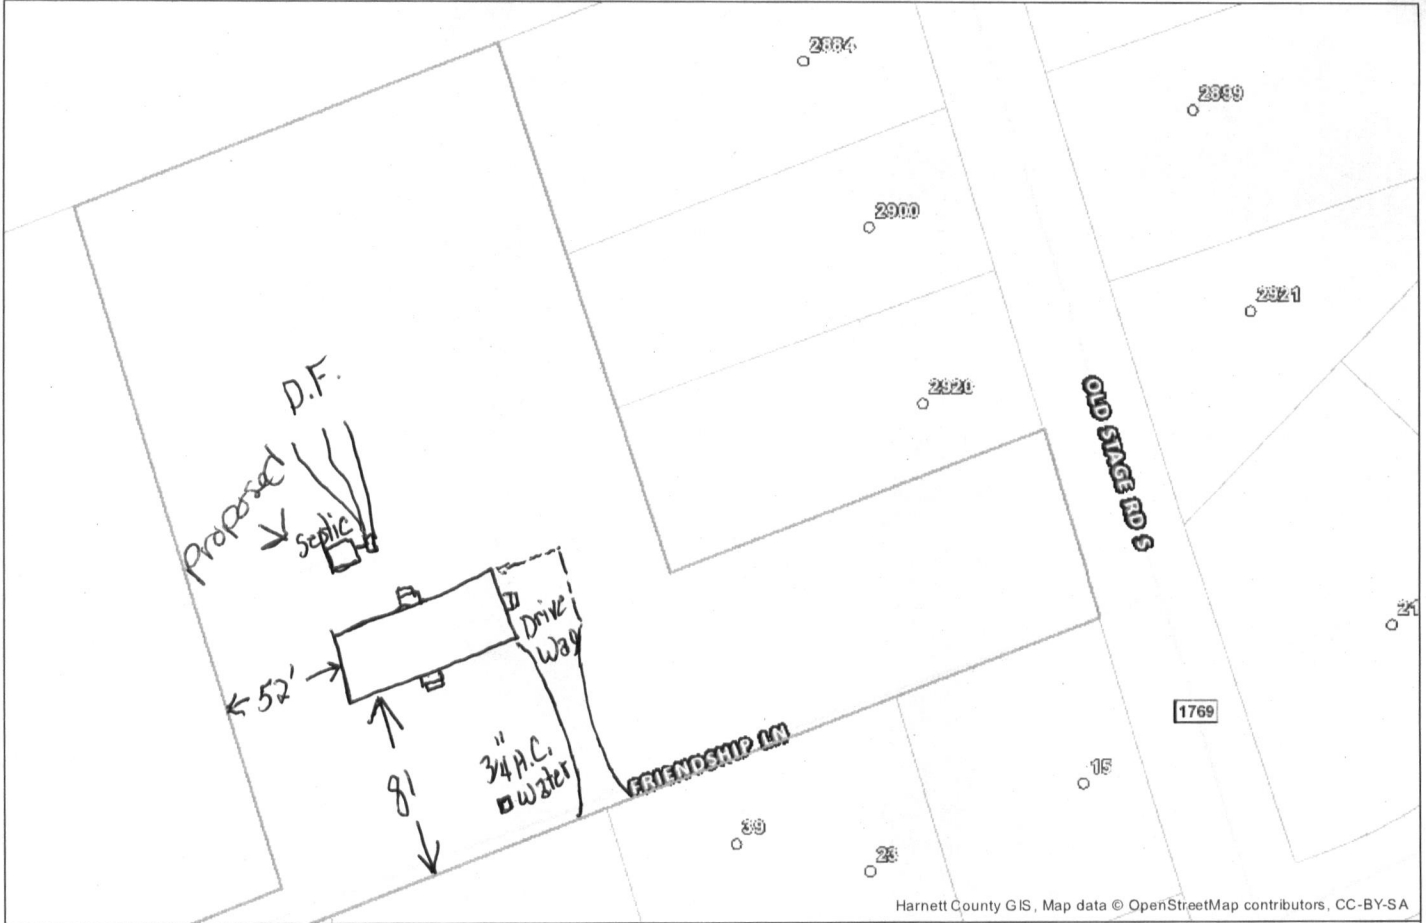 2884
2899
2900
2921
2920
OLD STAGE RD S
D.F.
Proposed
Septic
21
Drive
Way
52'
1769
3/4" H.C.
Water
81
FRIENDSHIP LN
15
39
23
Harnett County GIS, Map data © OpenStreetMap contributors, CC-BY-SA